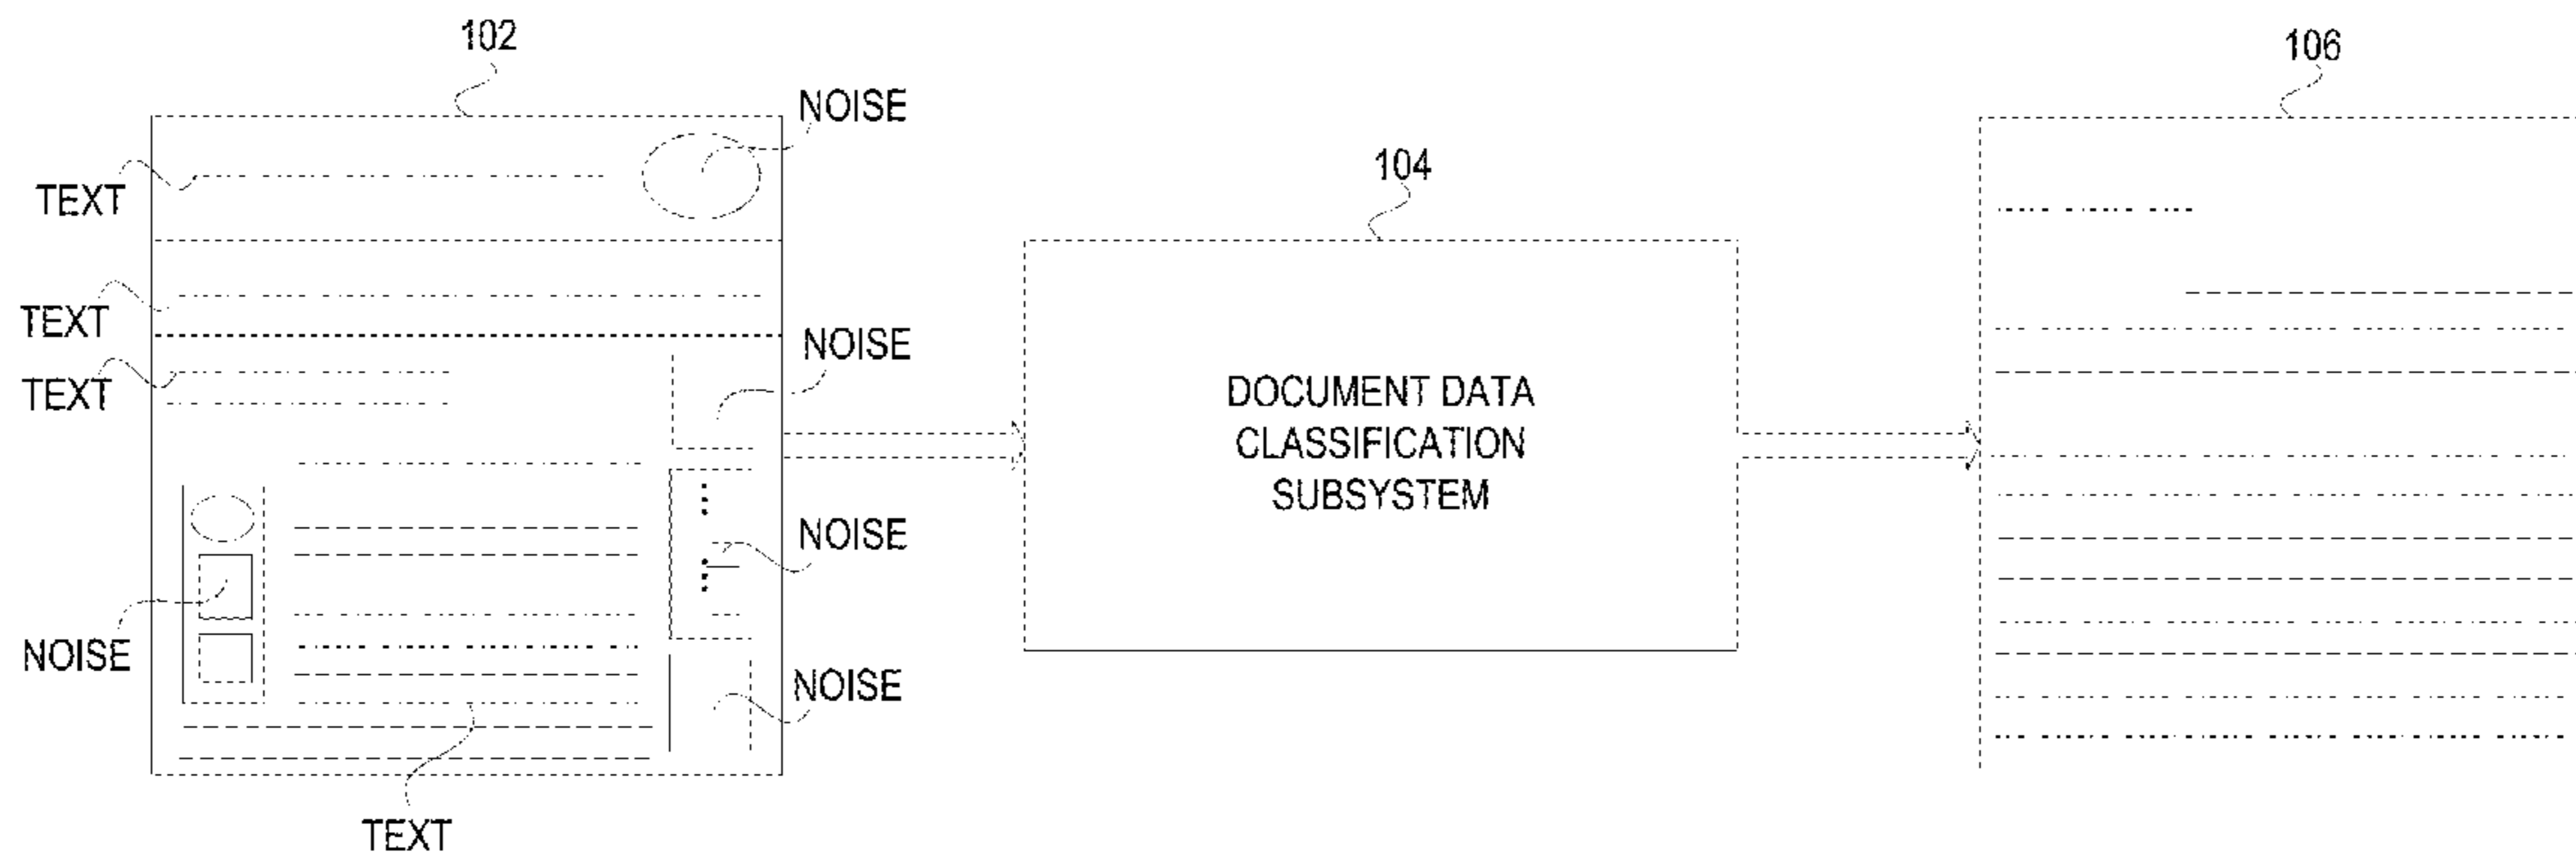 102
106
NOISE
104
TEXT
TEXT
NOISE
TEXT
DOCUMENT DATA
CLASSIFICATION
SUBSYSTEM
NOISE
NOISE
NOISE
TEXT